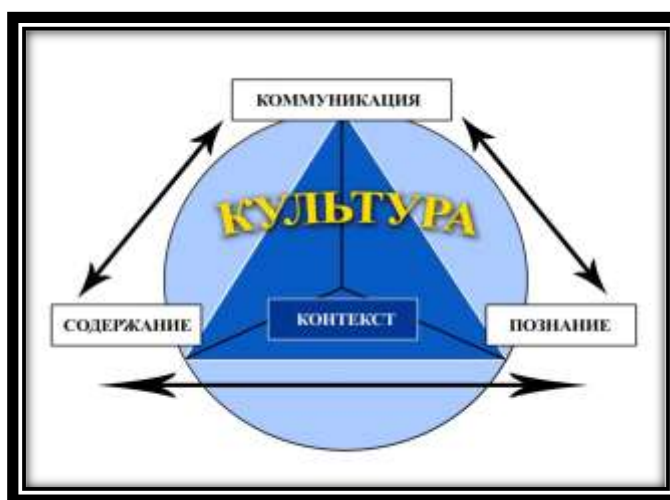 КОММУНИКАЦИЯ
КУЛЬТУРА
СОДЕРЖАНИЕ
КОНТЕКСТ
ПОЗНАНИЕ